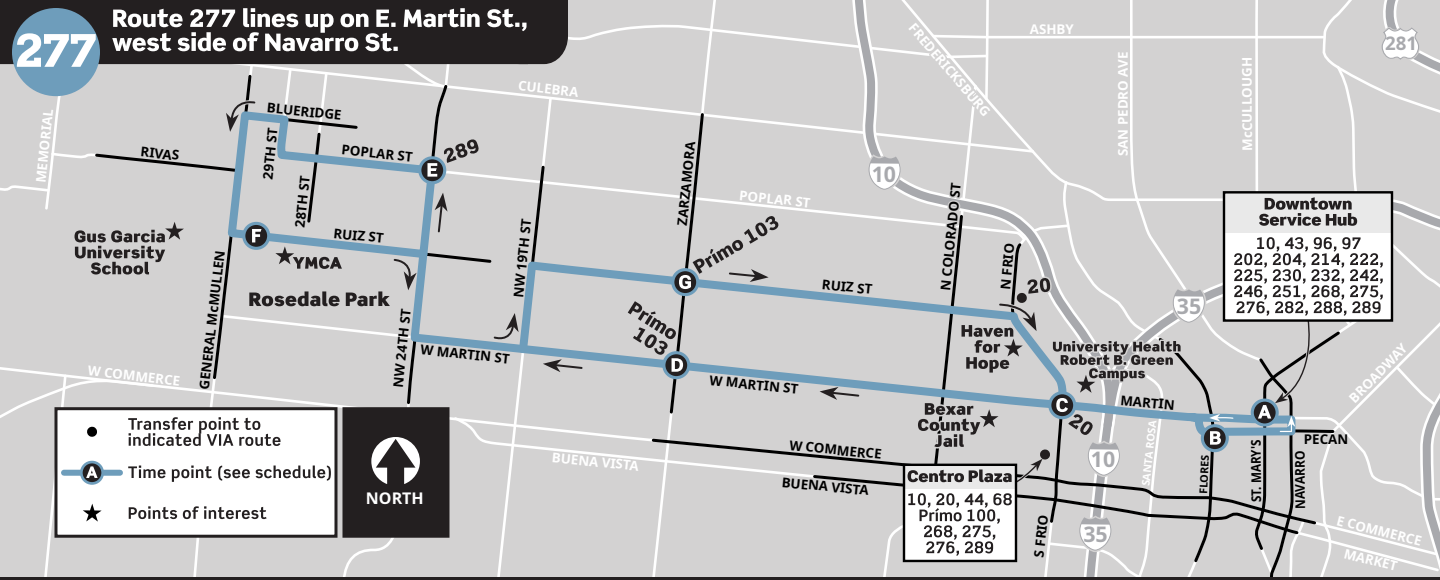 277
Route 277 lines up on E. Martin St.,
west side of Navarro St.
ASHBY
281
FREDERICKSBURG
SAN PEDRO AVE
McCULLOUGH
CULEBRA
MEMORIAL
BLUERIDGE
RIVAS
29TH ST
POPLAR ST
E
289
28TH ST
ZARZAMORA
POPLAR ST
10
N COLORADO ST
Downtown
Service Hub
10, 43, 96, 97
202, 204, 214, 222,
225, 230, 232, 242,
246, 251, 268, 275,
276, 282, 288, 289
Gus Garcia
University
School
F
RUIZ ST
YMCA
Rosedale Park
GENERAL McMULLEN
NW 24TH ST
NW 19TH ST
G
Prímo 103
RUIZ ST
N FRIO
20
35
Prímo
103
D
W MARTIN ST
W MARTIN ST
Haven
for
Hope
University Health
Robert B. Green
Campus
BROADWAY
W COMMERCE
Bexar
County
Jail
C
20
MARTIN
A
B
PECAN
SANTA ROSA
FLORES
ST. MARY'S
NAVARRO
Transfer point to
indicated VIA route
A
Time point (see schedule)
Points of interest
NORTH
BUENA VISTA
W COMMERCE
BUENA VISTA
Centro Plaza
10, 20, 44, 68
Prímo 100,
268, 275,
276, 289
S FRIO
10
35
E COMMERCE
MARKET